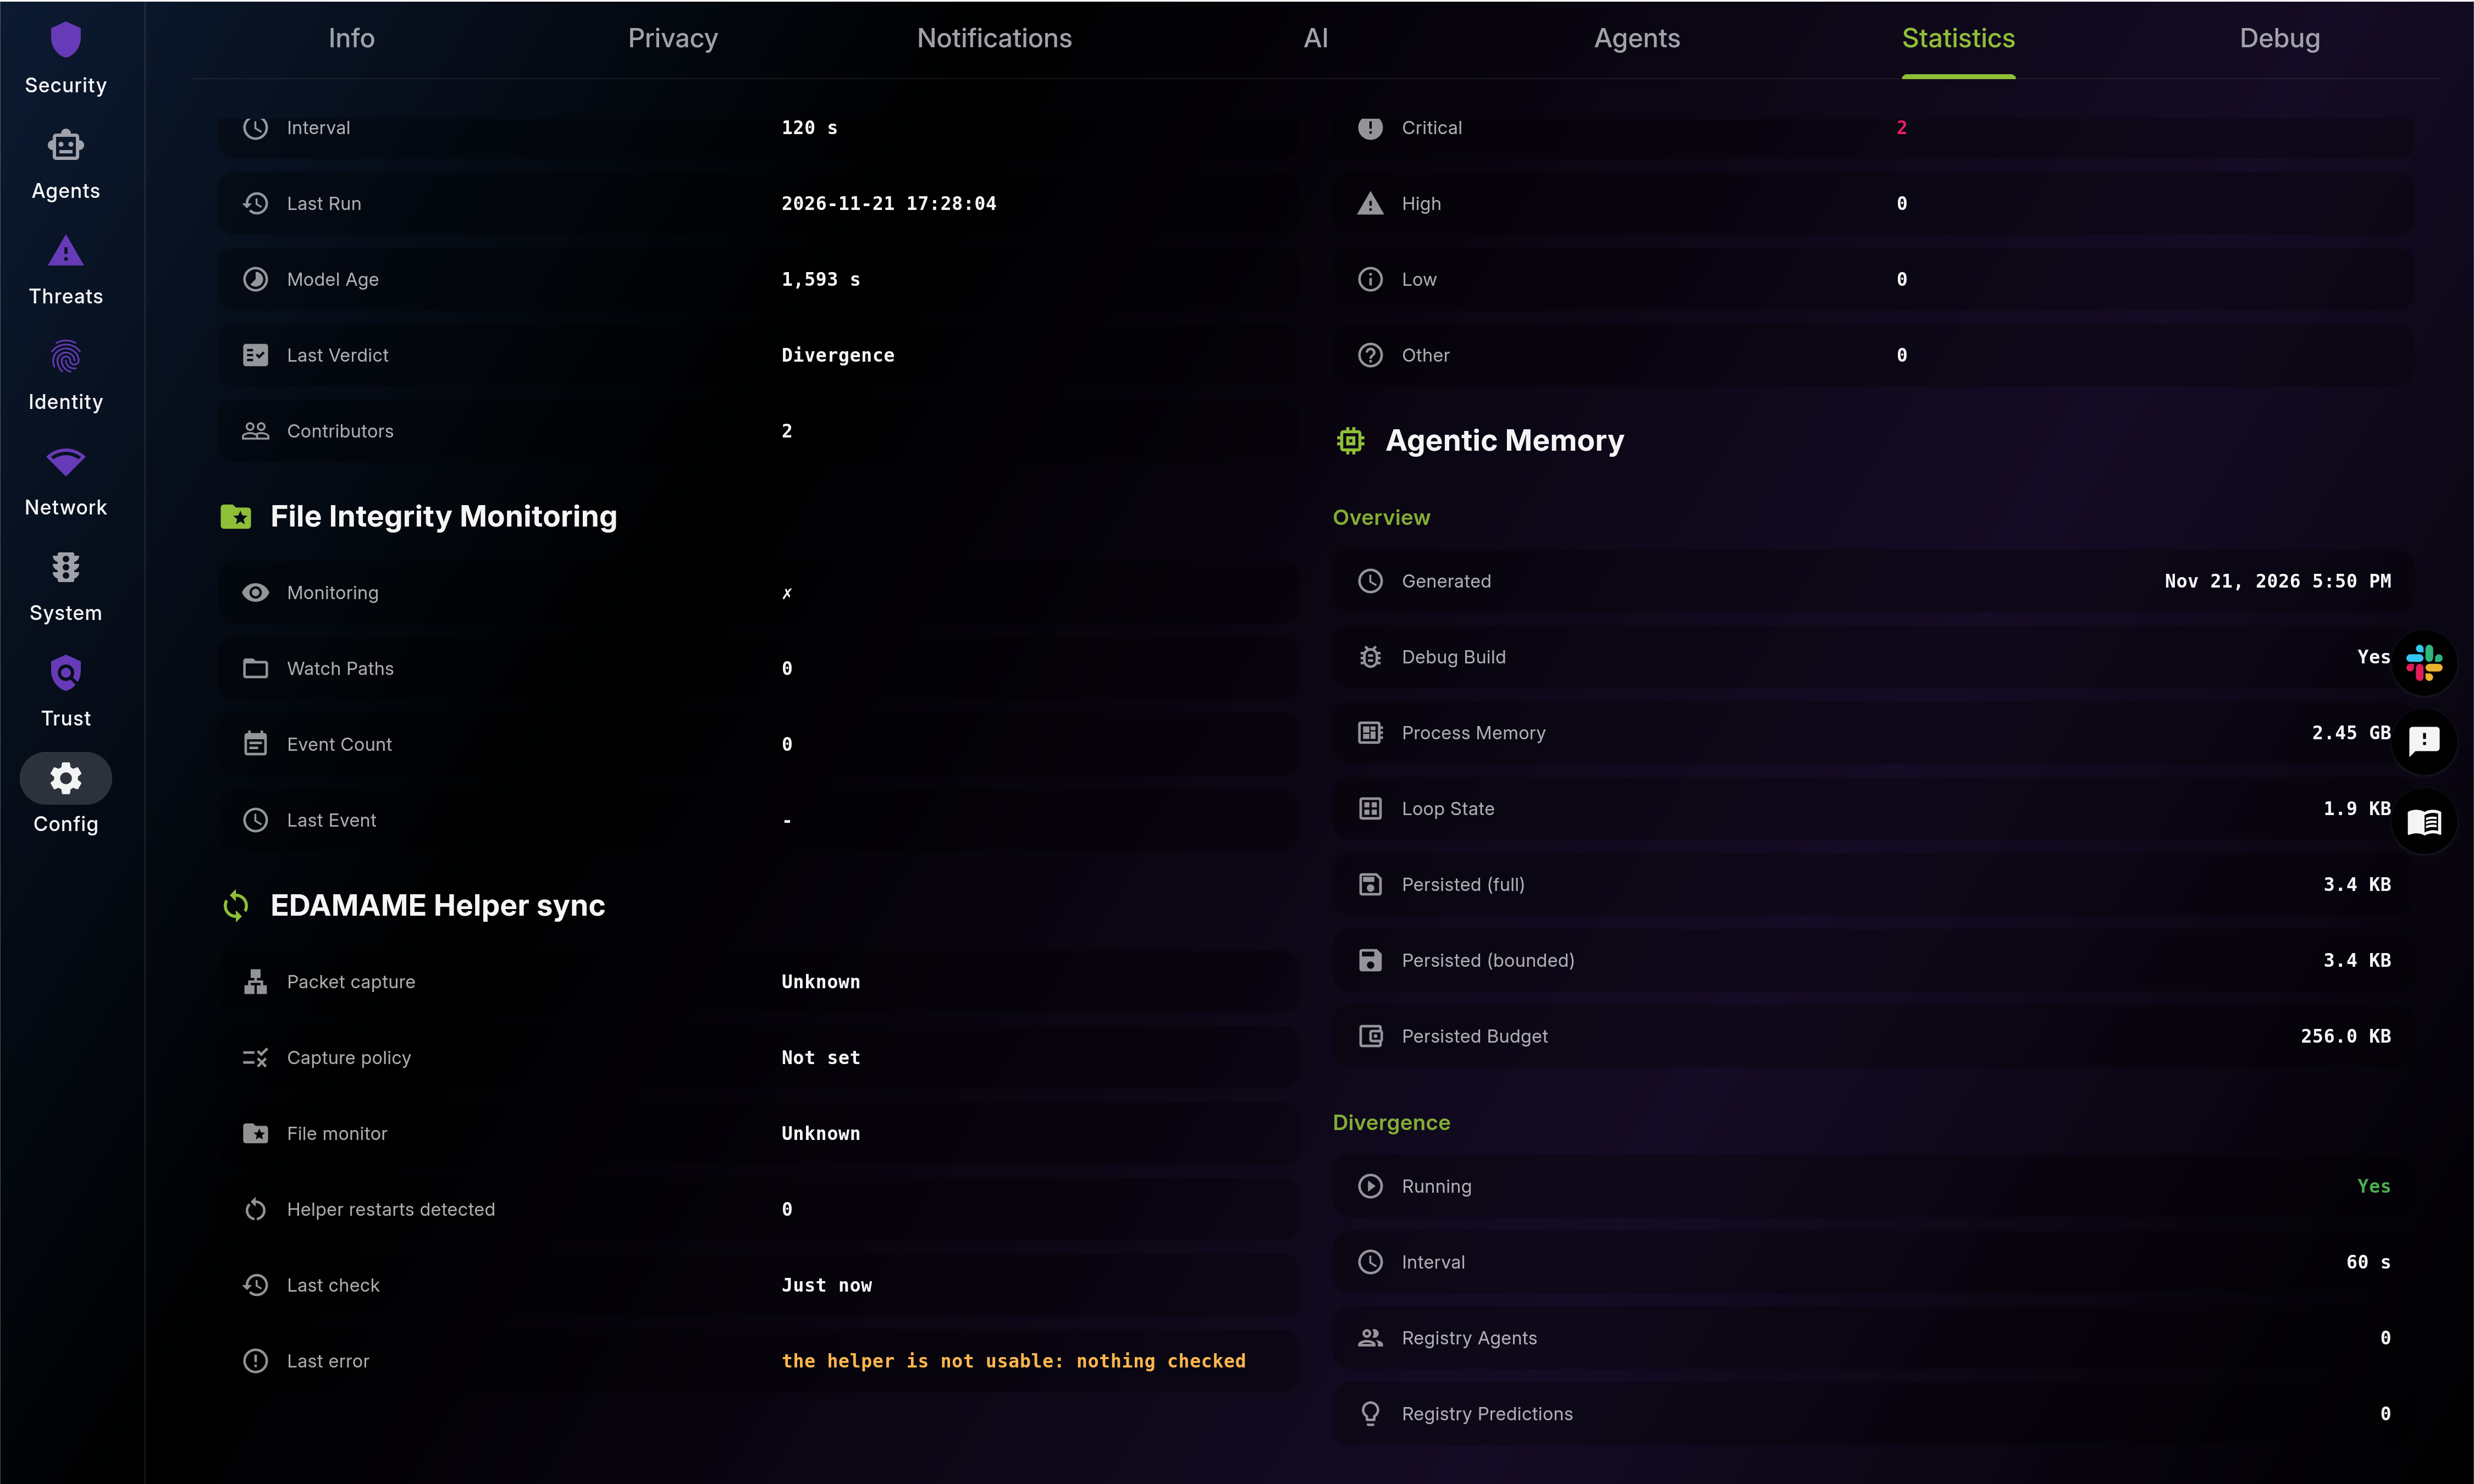 Info Privacy Notifications AI Agents Statistics Debug
Security
Agents
Threats
Identity
Network
System
Trust
Config
Interval 120 s
Last Run 2026-11-21 17:28:04
Model Age 1,593 s
Last Verdict Divergence
Contributors 2
File Integrity Monitoring
Monitoring ✗
Watch Paths 0
Event Count 0
Last Event -
EDAMAME Helper sync
Packet capture Unknown
Capture policy Not set
File monitor Unknown
Helper restarts detected 0
Last check Just now
Last error the helper is not usable: nothing checked
Critical 2
High 0
Low 0
Other 0
Agentic Memory
Overview
Generated Nov 21, 2026 5:50 PM
Debug Build Yes
Process Memory 2.45 GB
Loop State 1.9 KB
Persisted (full) 3.4 KB
Persisted (bounded) 3.4 KB
Persisted Budget 256.0 KB
Divergence
Running Yes
Interval 60 s
Registry Agents 0
Registry Predictions 0